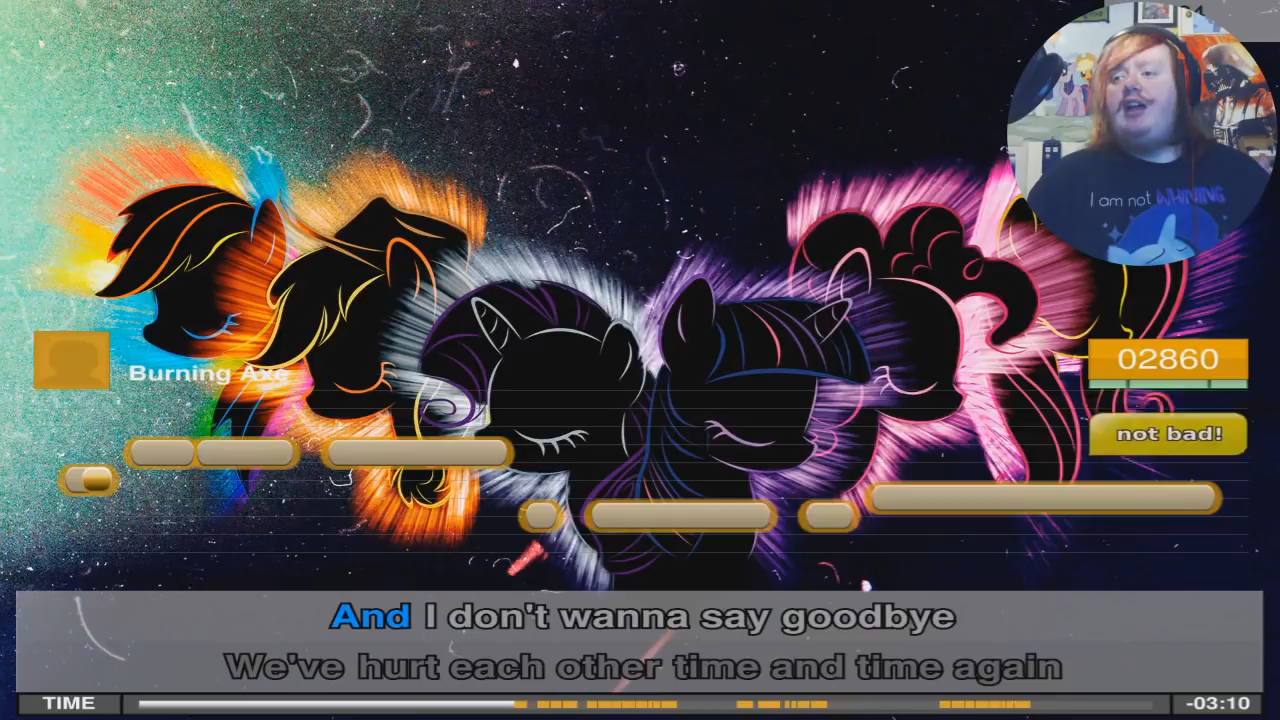 I am not WHINING
Burning Axe
02860
not bad!
And I don't wanna say goodbye
We've hurt each other time and time again
TIME
-03:10